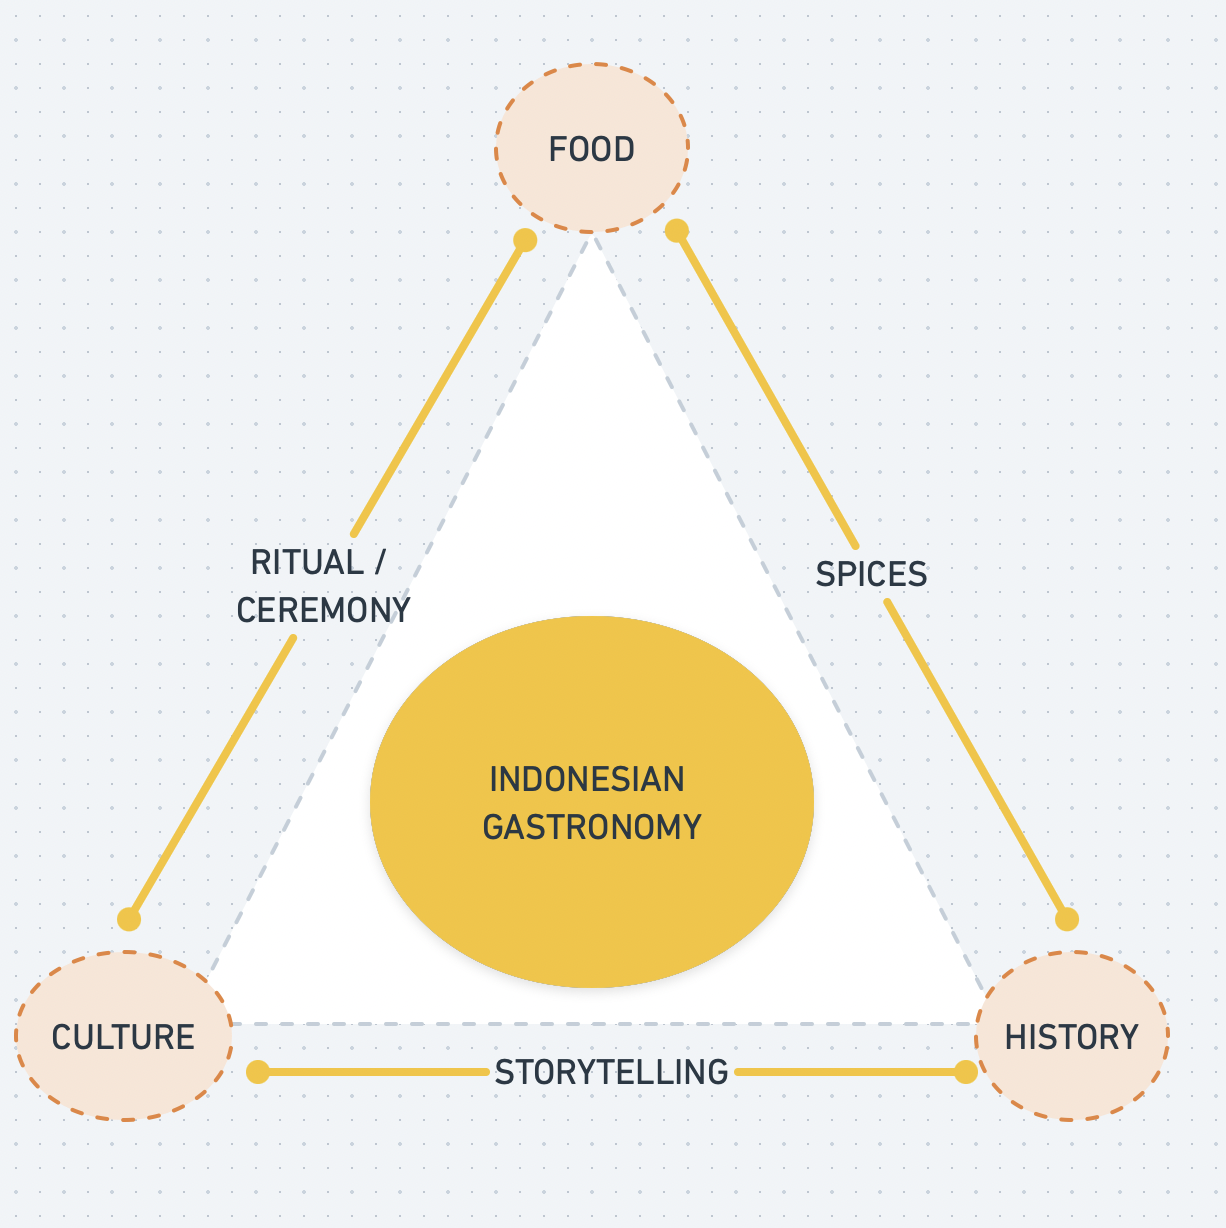 FOOD
RITUAL /
CEREMONY
SPICES
INDONESIAN
GASTRONOMY
CULTURE
HISTORY
STORYTELLING